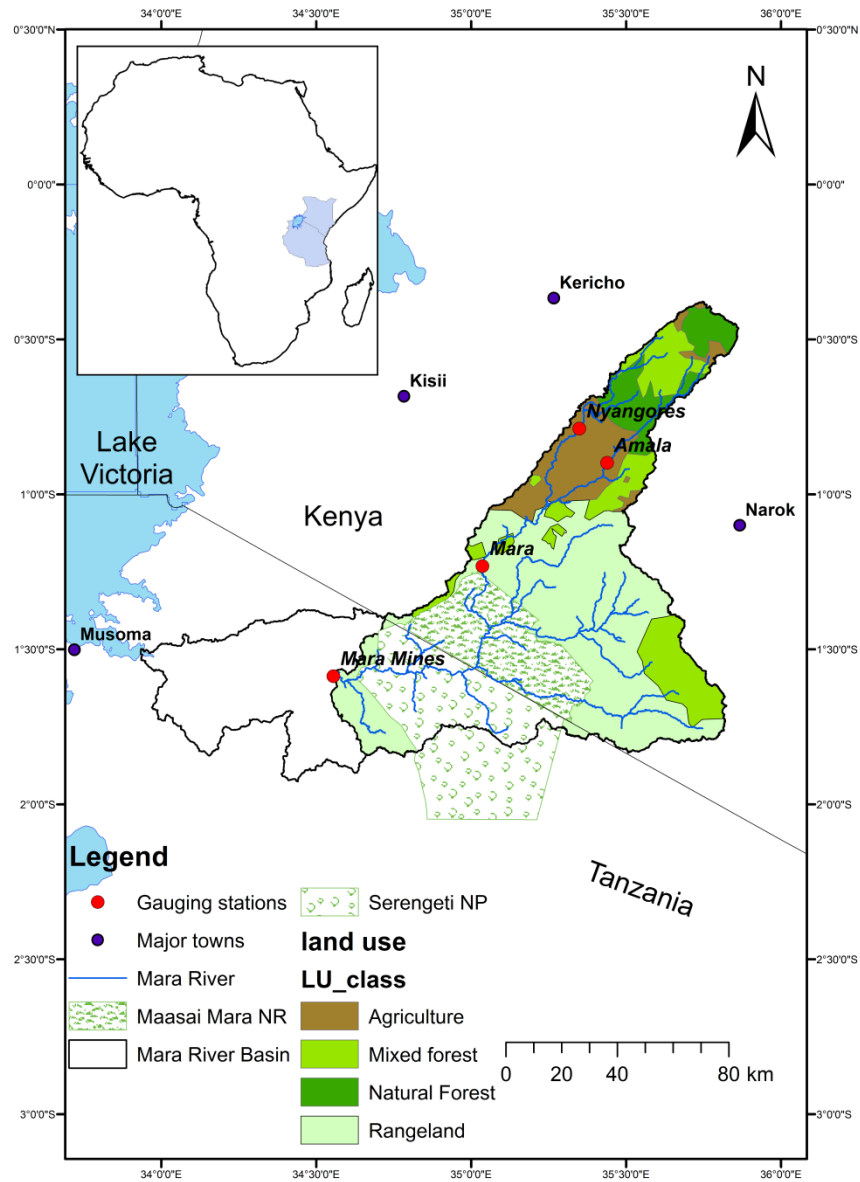 34°0'0"E 34°30'0"E 35°0'0"E 35°30'0"E 36°0'0"E
0°30'0"N 0°30'0"N
N
0°0'0" 0°0'0"
Kericho
0°30'0"S 0°30'0"S
Kisii
Nyangores
Lake
Victoria
Amala
1°0'0"S 1°0'0"S
Kenya
Narok
Mara
Musoma
1°30'0"S 1°30'0"S
Mara Mines
2°0'0"S 2°0'0"S
Tanzania
Legend
Gauging stations
Major towns
Mara River
Maasai Mara NR
Mara River Basin
Serengeti NP
land use
LU_class
Agriculture
Mixed forest
Natural Forest
Rangeland
0 20 40 60 80 km
2°30'0"S 2°30'0"S
3°0'0"S 3°0'0"S
34°0'0"E 34°30'0"E 35°0'0"E 35°30'0"E 36°0'0"E